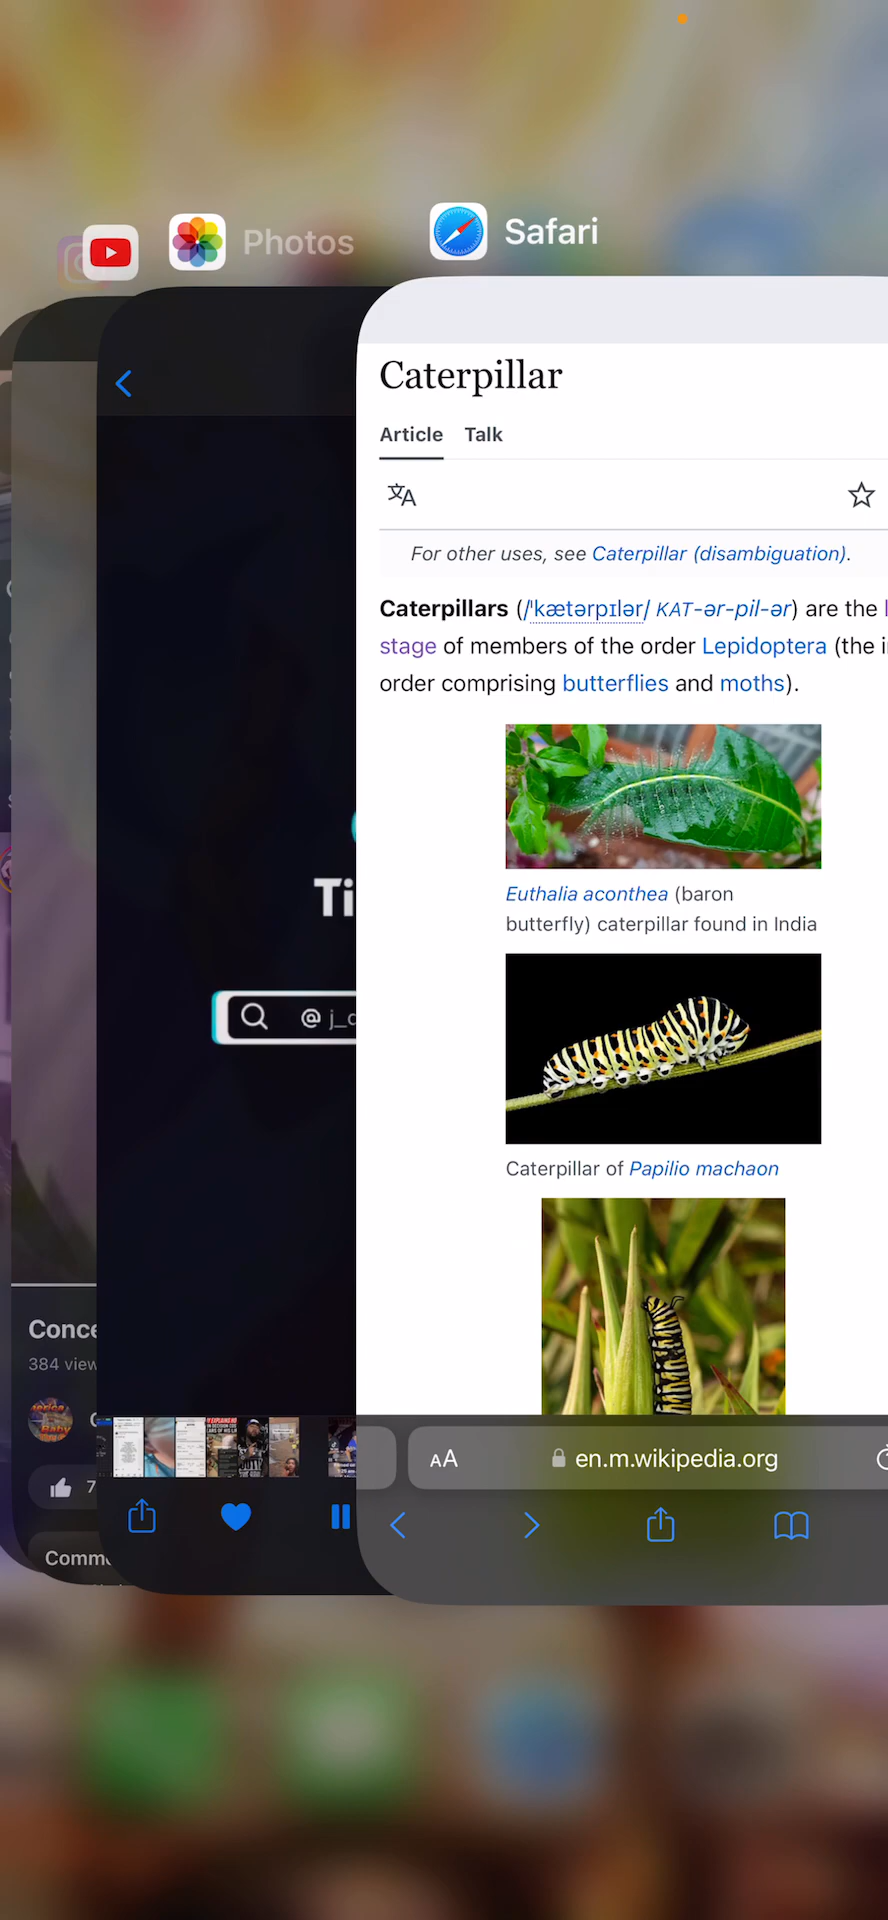 Photos
Safari
Caterpillar
Article Talk
For other uses, see Caterpillar (disambiguation).
Caterpillars (/ˈkætərpɪlər/ KAT-ər-pil-ər) are the
stage of members of the order Lepidoptera (the
order comprising butterflies and moths).
Euthalia aconthea (baron
butterfly) caterpillar found in India
Caterpillar of Papilio machaon
Ti
@ j_
Conce
384 view
7
Comm
AA
en.m.wikipedia.org